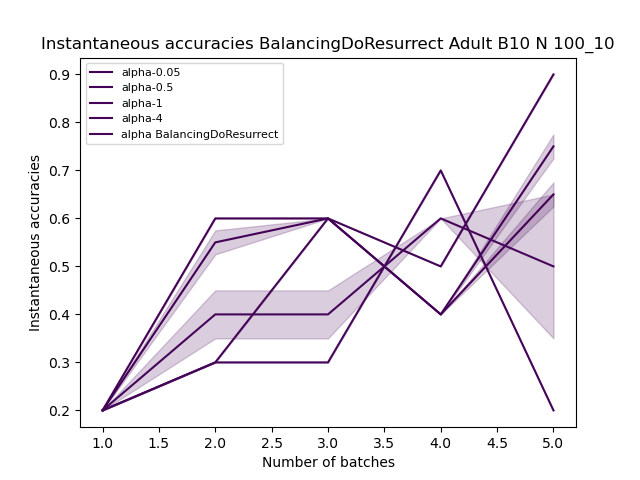 Instantaneous accuracies BalancingDoResurrect Adult B10 N 100_10
alpha-0.05
alpha-0.5
alpha-1
alpha-4
alpha BalancingDoResurrect
Instantaneous accuracies
0.9
0.8
0.7
0.6
0.5
0.4
0.3
0.2
1.0 1.5 2.0 2.5 3.0 3.5 4.0 4.5 5.0
Number of batches